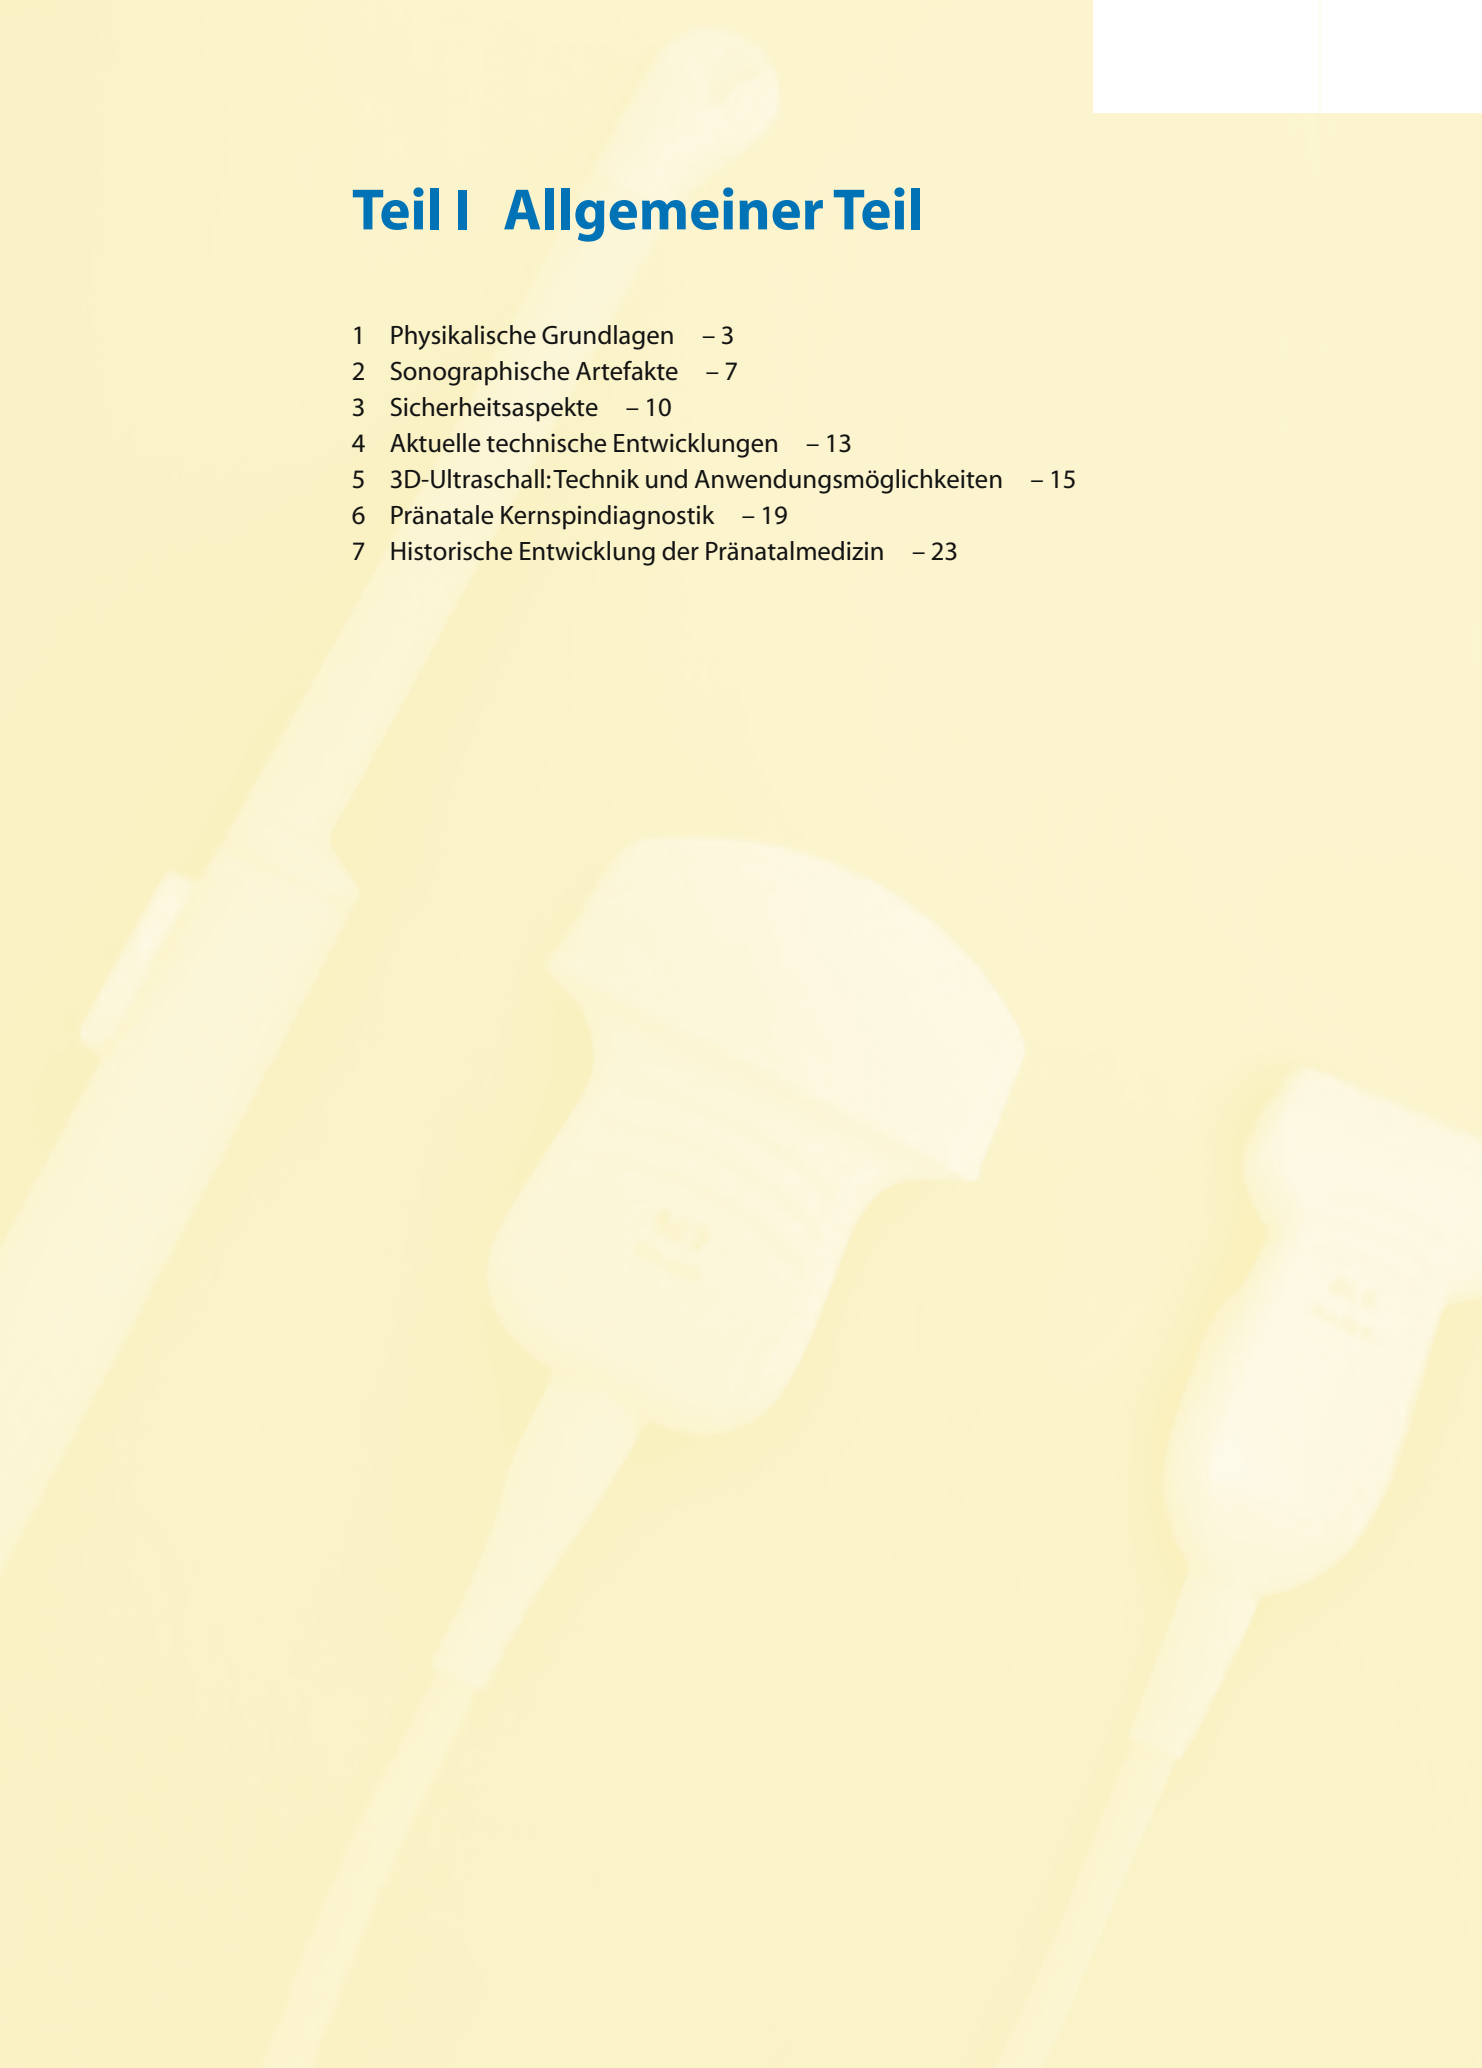 Teil I Allgemeiner Teil
1 Physikalische Grundlagen – 3
2 Sonographische Artefakte – 7
3 Sicherheitsaspekte – 10
4 Aktuelle technische Entwicklungen – 13
5 3D-Ultraschall: Technik und Anwendungsmöglichkeiten – 15
6 Pränatale Kernspindiagnostik – 19
7 Historische Entwicklung der Pränatalmedizin – 23